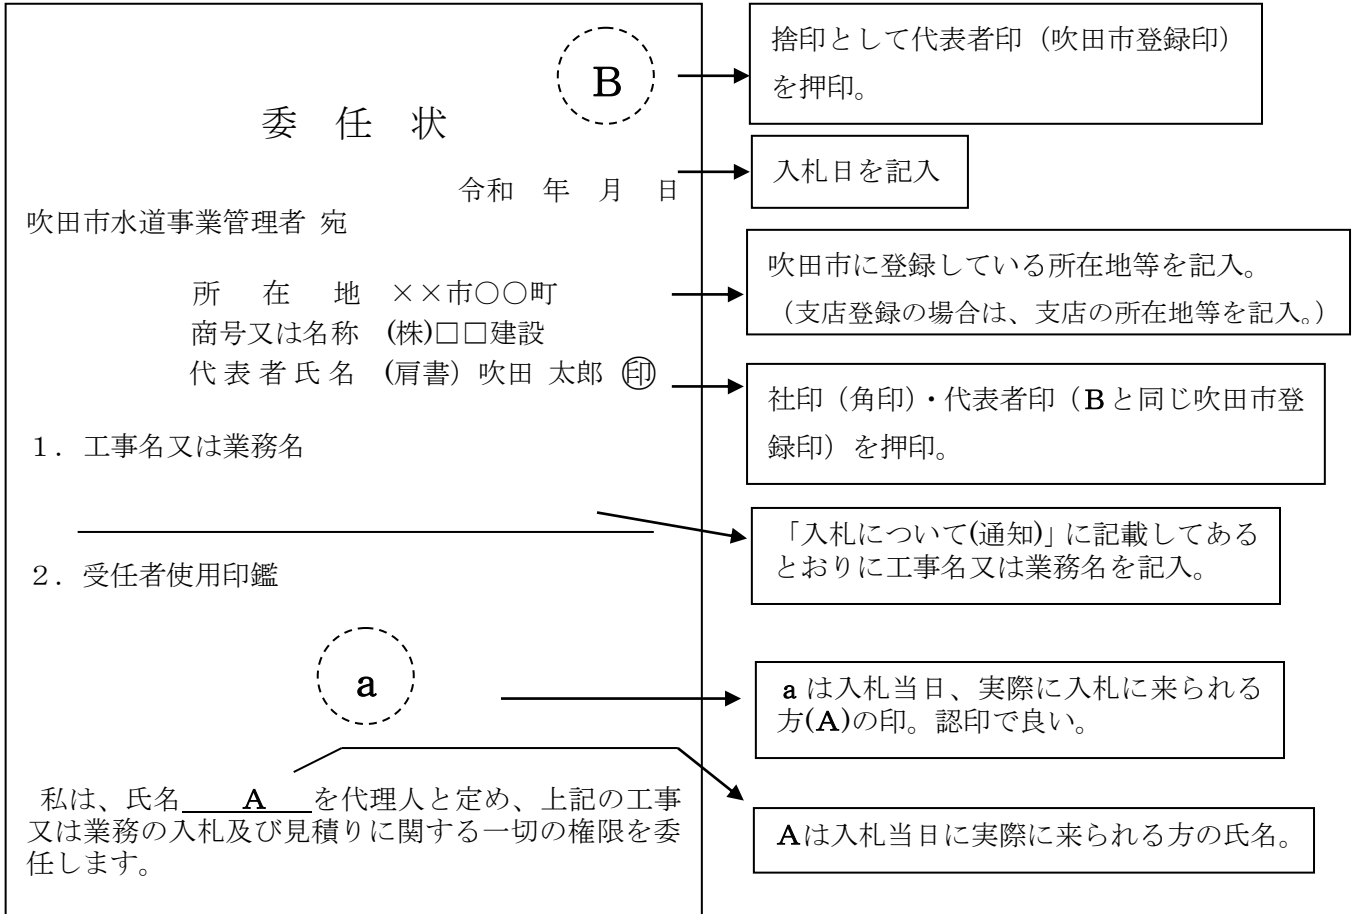 B
委 任 状
令和 年 月 日
吹田市水道事業管理者 宛
所 在 地 ××市〇〇町
商号又は名称 (株)□□建設
代表者氏名 (肩書）吹田 太郎 ㊞
１．工事名又は業務名
２．受任者使用印鑑
a
私は、氏名 A を代理人と定め、上記の工事
又は業務の入札及び見積りに関する一切の権限を委
任します。
捨印として代表者印（吹田市登録印）
を押印。
入札日を記入
吹田市に登録している所在地等を記入。
（支店登録の場合は、支店の所在地等を記入。）
社印（角印）・代表者印（Bと同じ吹田市登
録印）を押印。
「入札について(通知)」に記載してある
とおりに工事名又は業務名を記入。
aは入札当日、実際に入札に来られる
方(A)の印。認印で良い。
Aは入札当日に実際に来られる方の氏名。